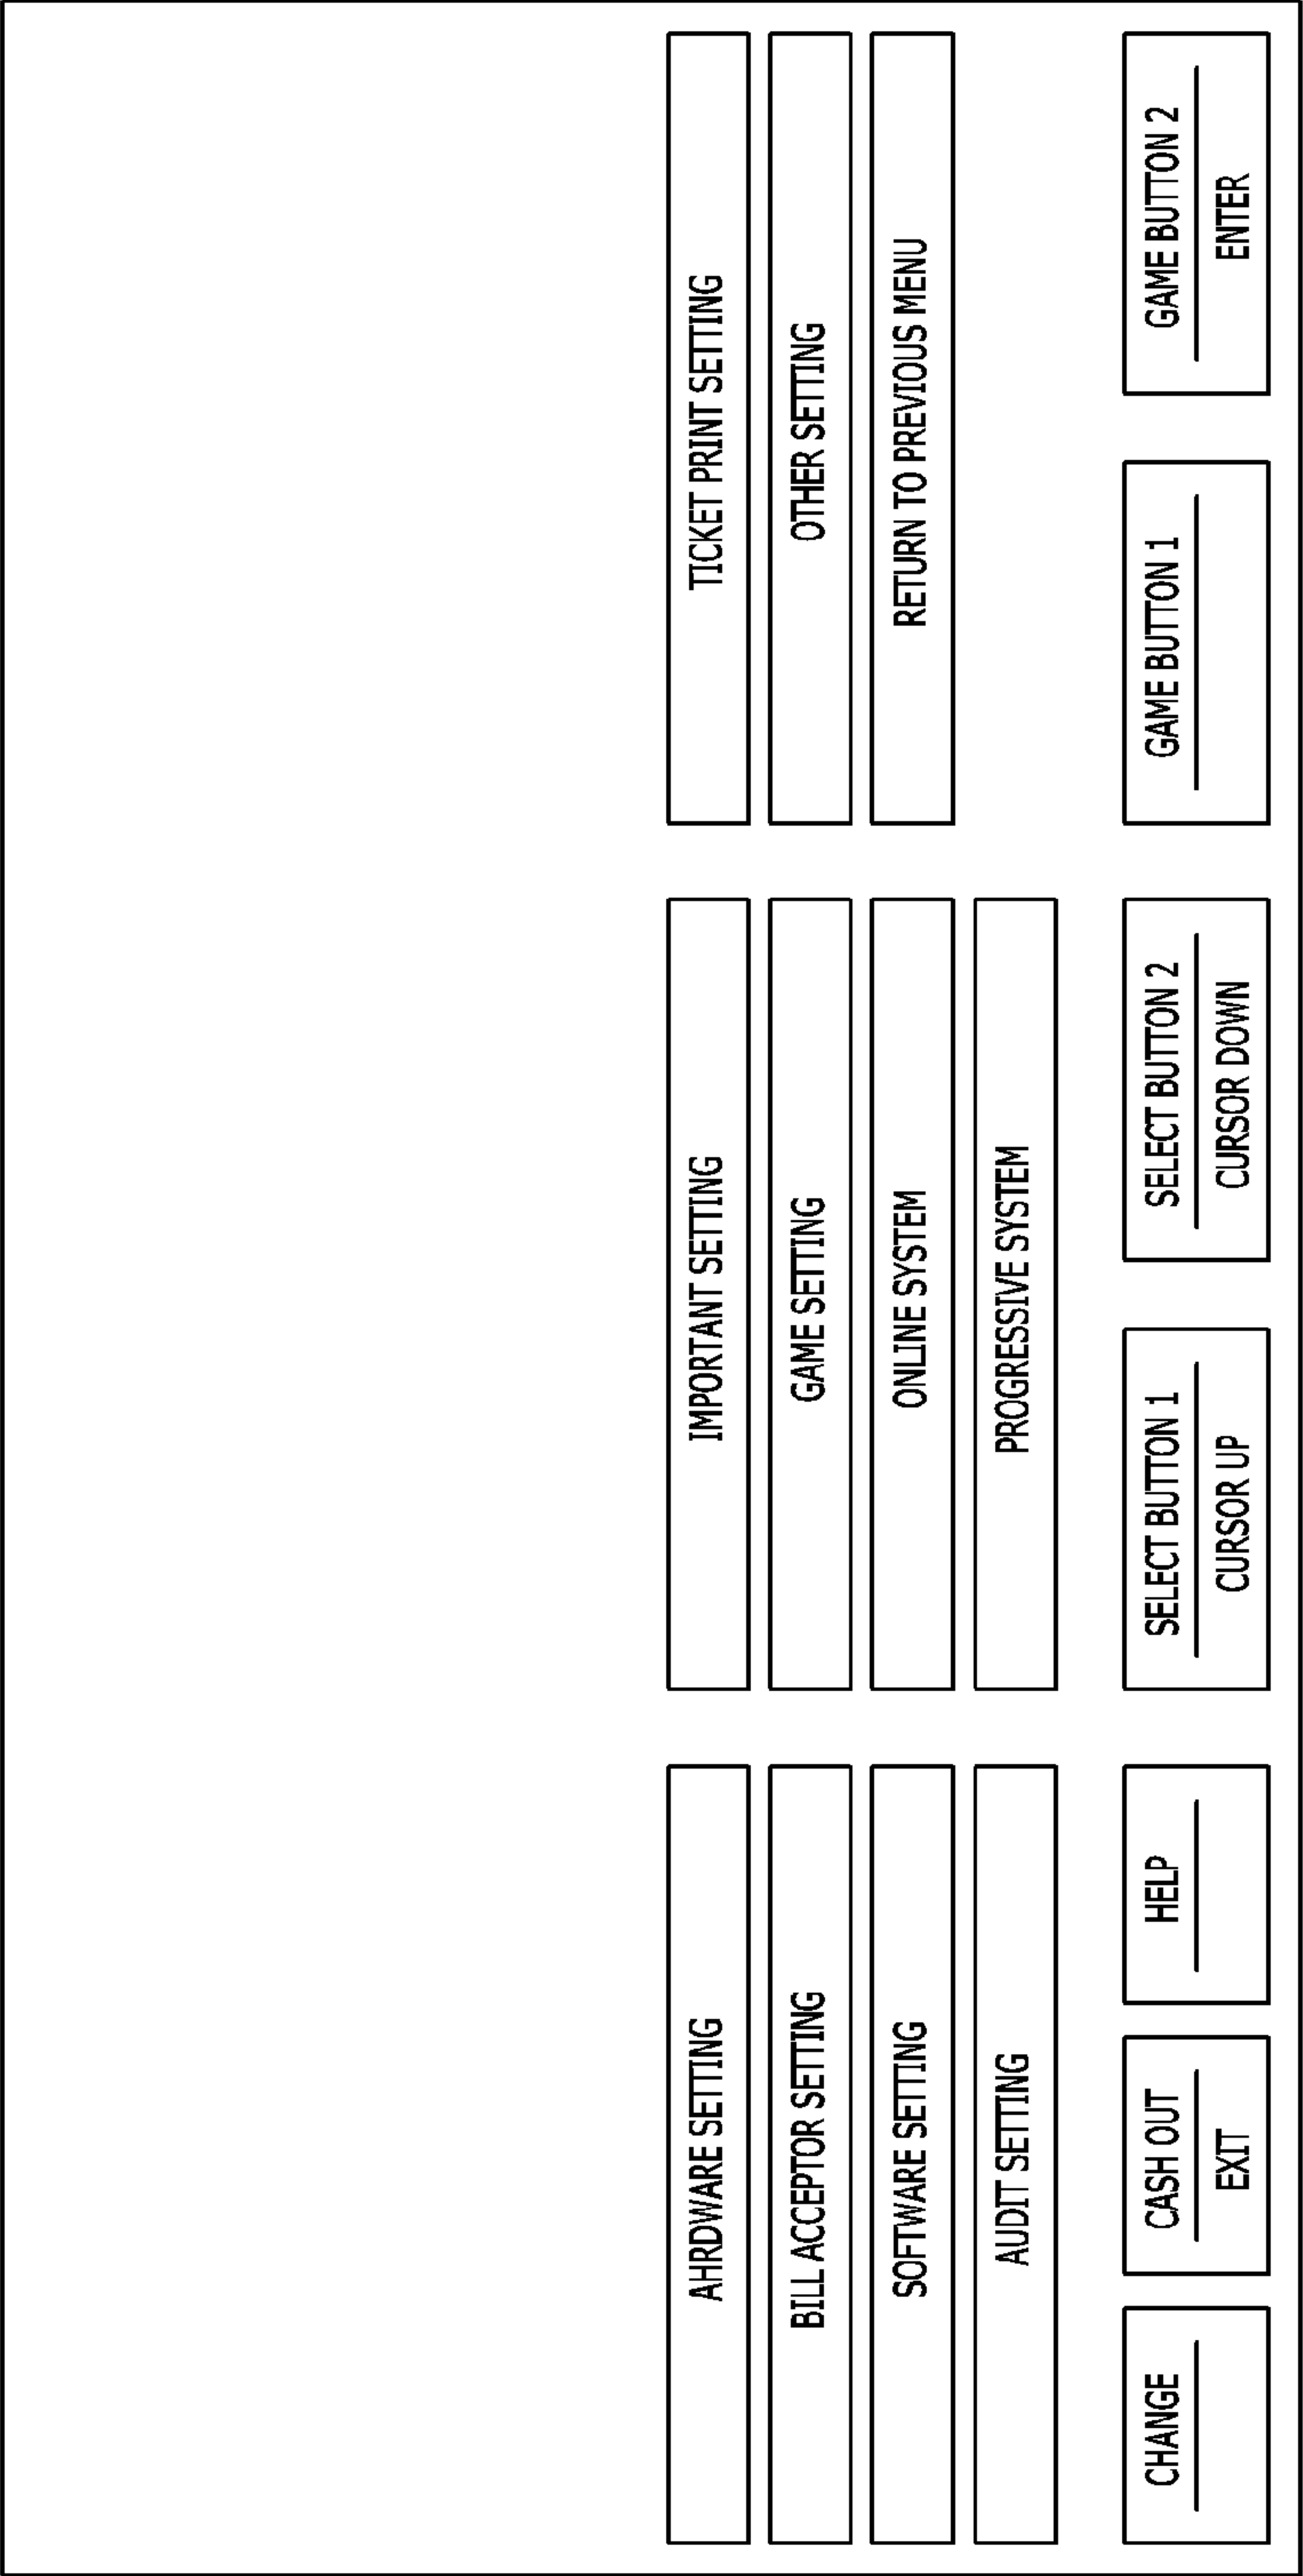 AHRDWARE SETTING
BILL ACCEPTOR SETTING
SOFTWARE SETTING
AUDIT SETTING
IMPORTANT SETTING
GAME SETTING
ONLINE SYSTEM
PROGRESSIVE SYSTEM
TICKET PRINT SETTING
OTHER SETTING
RETURN TO PREVIOUS MENU
CHANGE
CASH OUT
EXIT
HELP
SELECT BUTTON 1
CURSOR UP
SELECT BUTTON 2
CURSOR DOWN
GAME BUTTON 1
GAME BUTTON 2
ENTER